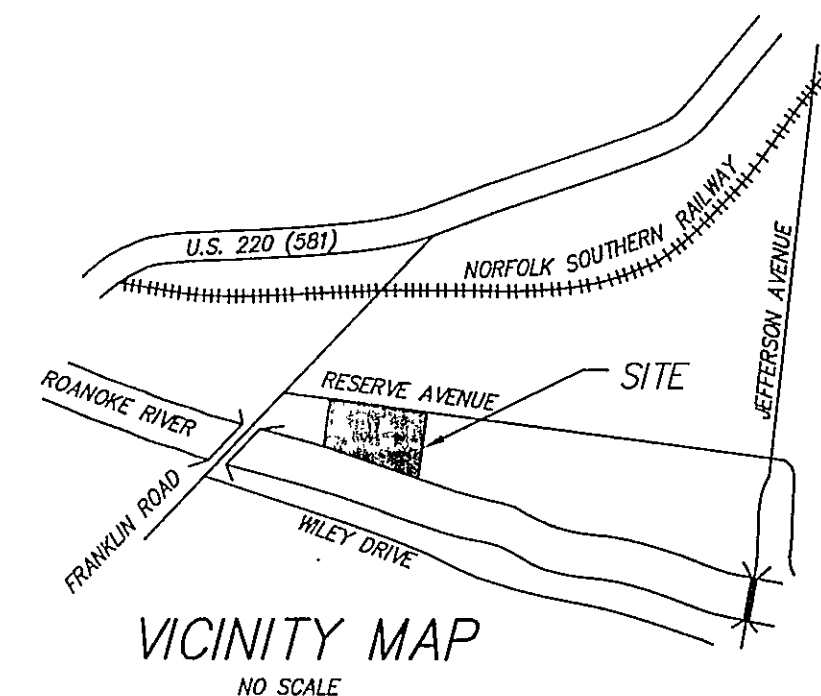 U.S. 220 (581)
NORFOLK SOUTHERN RAILWAY
JEFFERSON AVENUE
ROANOKE RIVER
RESERVE AVENUE
SITE
FRANKLIN ROAD
WILEY DRIVE
VICINITY MAP
NO SCALE